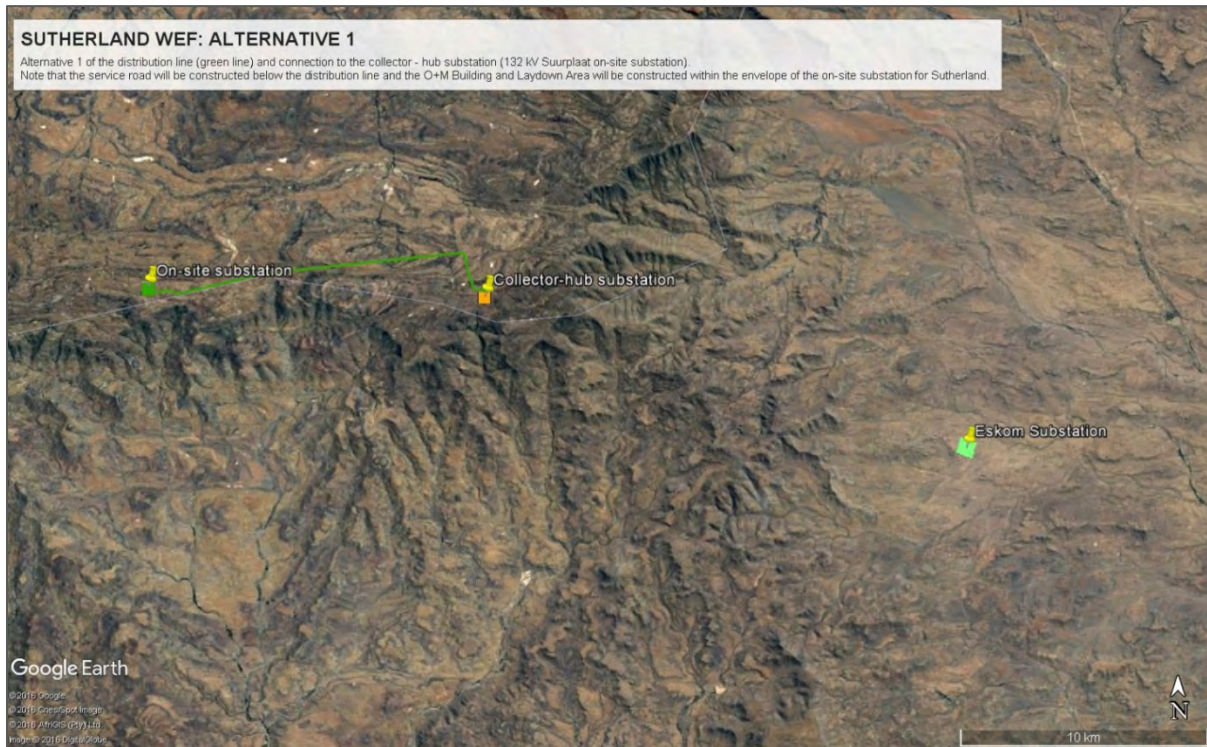 SUTHERLAND WEF: ALTERNATIVE 1
Alternative 1 of the distribution line (green line) and connection to the collector - hub substation (132 kV Suurplaat on-site substation).
Note that the service road will be constructed below the distribution line and the O+M Building and Laydown Area will be constructed within the envelope of the on-site substation for Sutherland.
On-site substation
Collector-hub substation
Eskom Substation
Google Earth
© 2016 Google
© 2016 Cnes/Spot Image
© 2016 AfriGIS (Pty) Ltd.
Image © 2016 DigitalGlobe
N
10 km